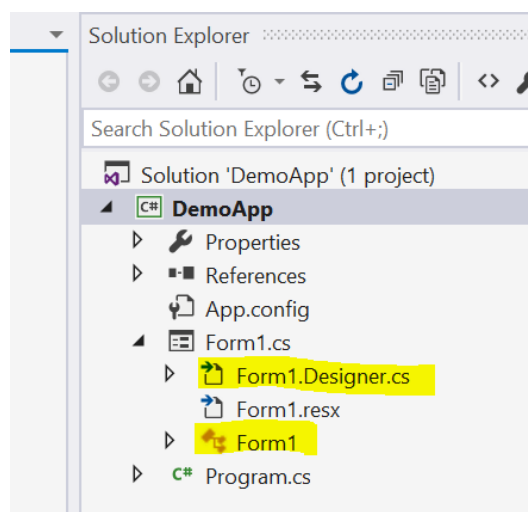 Solution Explorer
Search Solution Explorer (Ctrl+;)
Solution 'DemoApp' (1 project)
C# DemoApp
Properties
References
App.config
Form1.cs
Form1.Designer.cs
Form1.resx
Form1
C# Program.cs